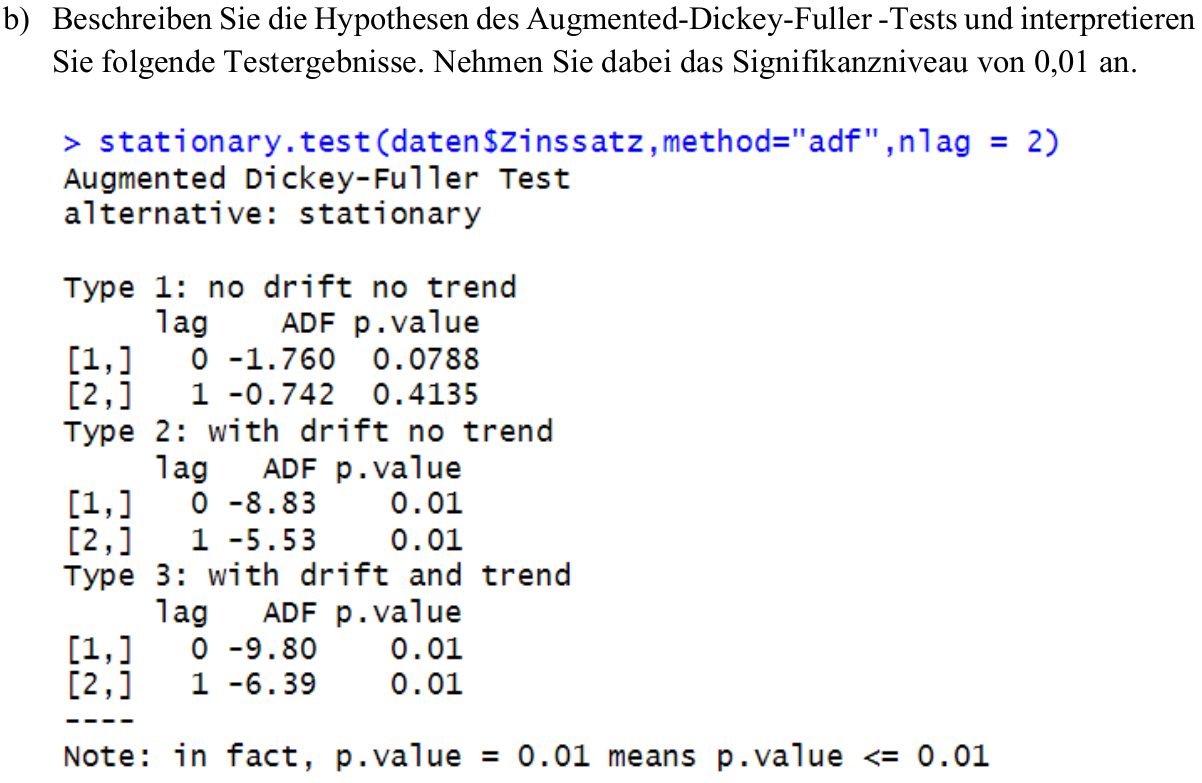 b) Beschreiben Sie die Hypothesen des Augmented-Dickey-Fuller -Tests und interpretieren
Sie folgende Testergebnisse. Nehmen Sie dabei das Signifikanzniveau von 0,01 an.
> stationary.test(daten$Zinssatz,method="adf",nlag = 2)
Augmented Dickey-Fuller Test
alternative: stationary
Type 1: no drift no trend
     lag    ADF p.value
[1,]   0 -1.760  0.0788
[2,]   1 -0.742  0.4135
Type 2: with drift no trend
     lag   ADF p.value
[1,]   0 -8.83    0.01
[2,]   1 -5.53    0.01
Type 3: with drift and trend
     lag   ADF p.value
[1,]   0 -9.80    0.01
[2,]   1 -6.39    0.01
----
Note: in fact, p.value = 0.01 means p.value <= 0.01